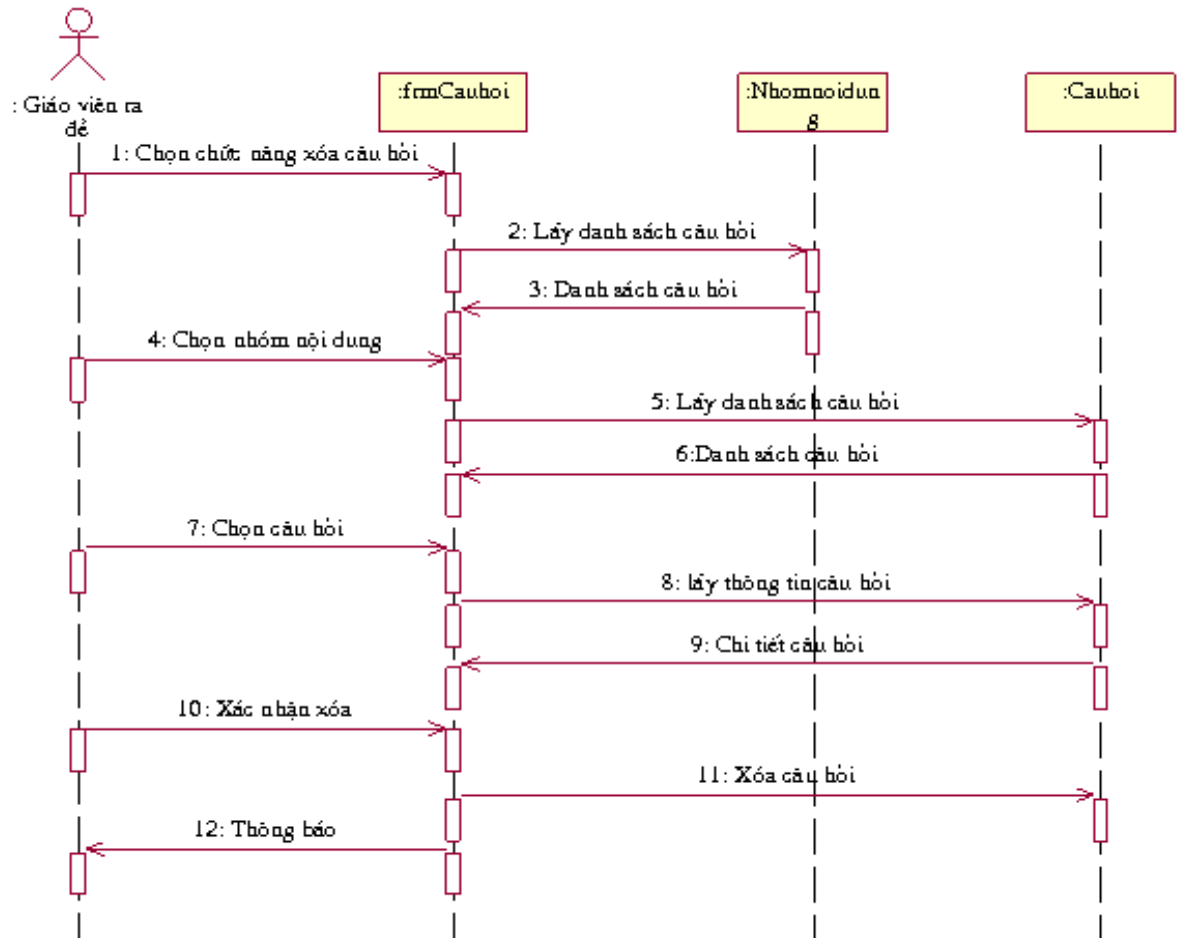 : Giáo viên ra
đề
:frmCauhoi
:Nhomnoidun
g
:Cauhoi
1: Chọn chức năng xóa câu hỏi
2: Lấy danh sách câu hỏi
3: Danh sách câu hỏi
4: Chọn nhóm nội dung
5: Lấy danh sách câu hỏi
6:Danh sách câu hỏi
7: Chọn câu hỏi
8: lấy thông tin câu hỏi
9: Chi tiết câu hỏi
10: Xác nhận xóa
11: Xóa câu hỏi
12: Thông báo